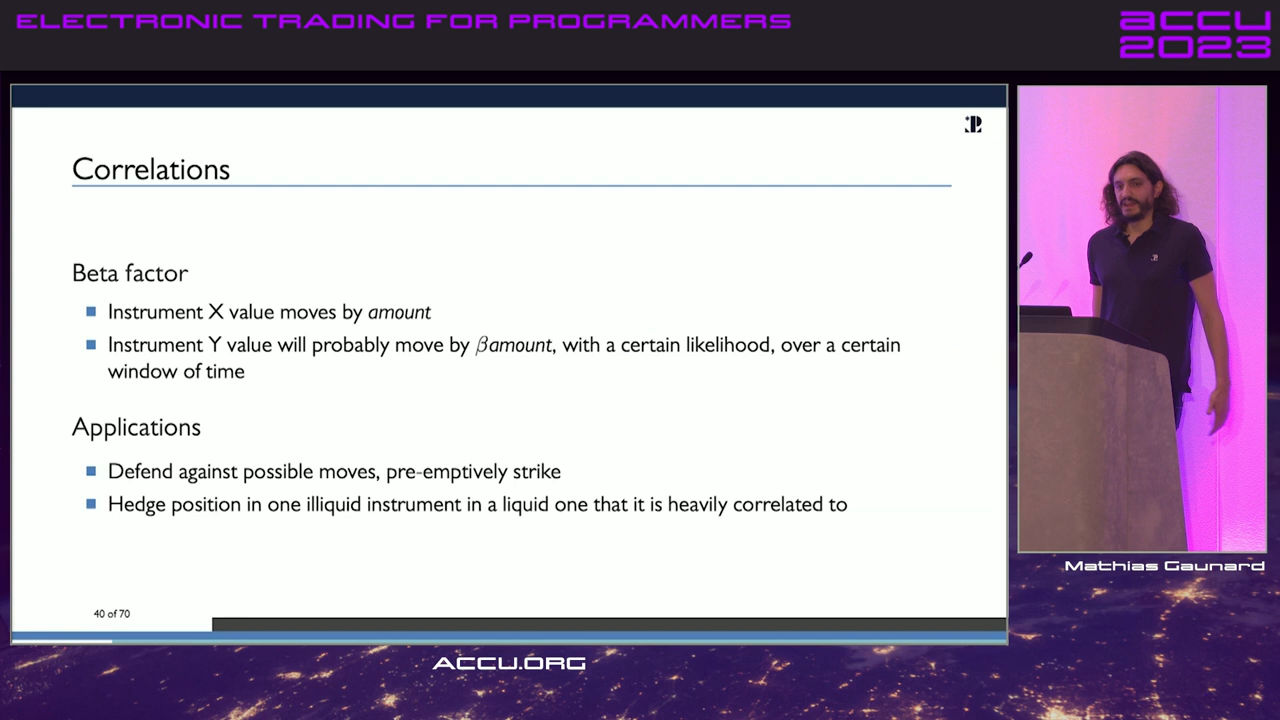 ELECTRONIC TRADING FOR PROGRAMMERS
accu
2023
Correlations
Beta factor
Instrument X value moves by amount
Instrument Y value will probably move by βamount, with a certain likelihood, over a certain
window of time
Applications
Defend against possible moves, pre-emptively strike
Hedge position in one illiquid instrument in a liquid one that it is heavily correlated to
40 of 70
Mathias Gaunard
ACCU.ORG